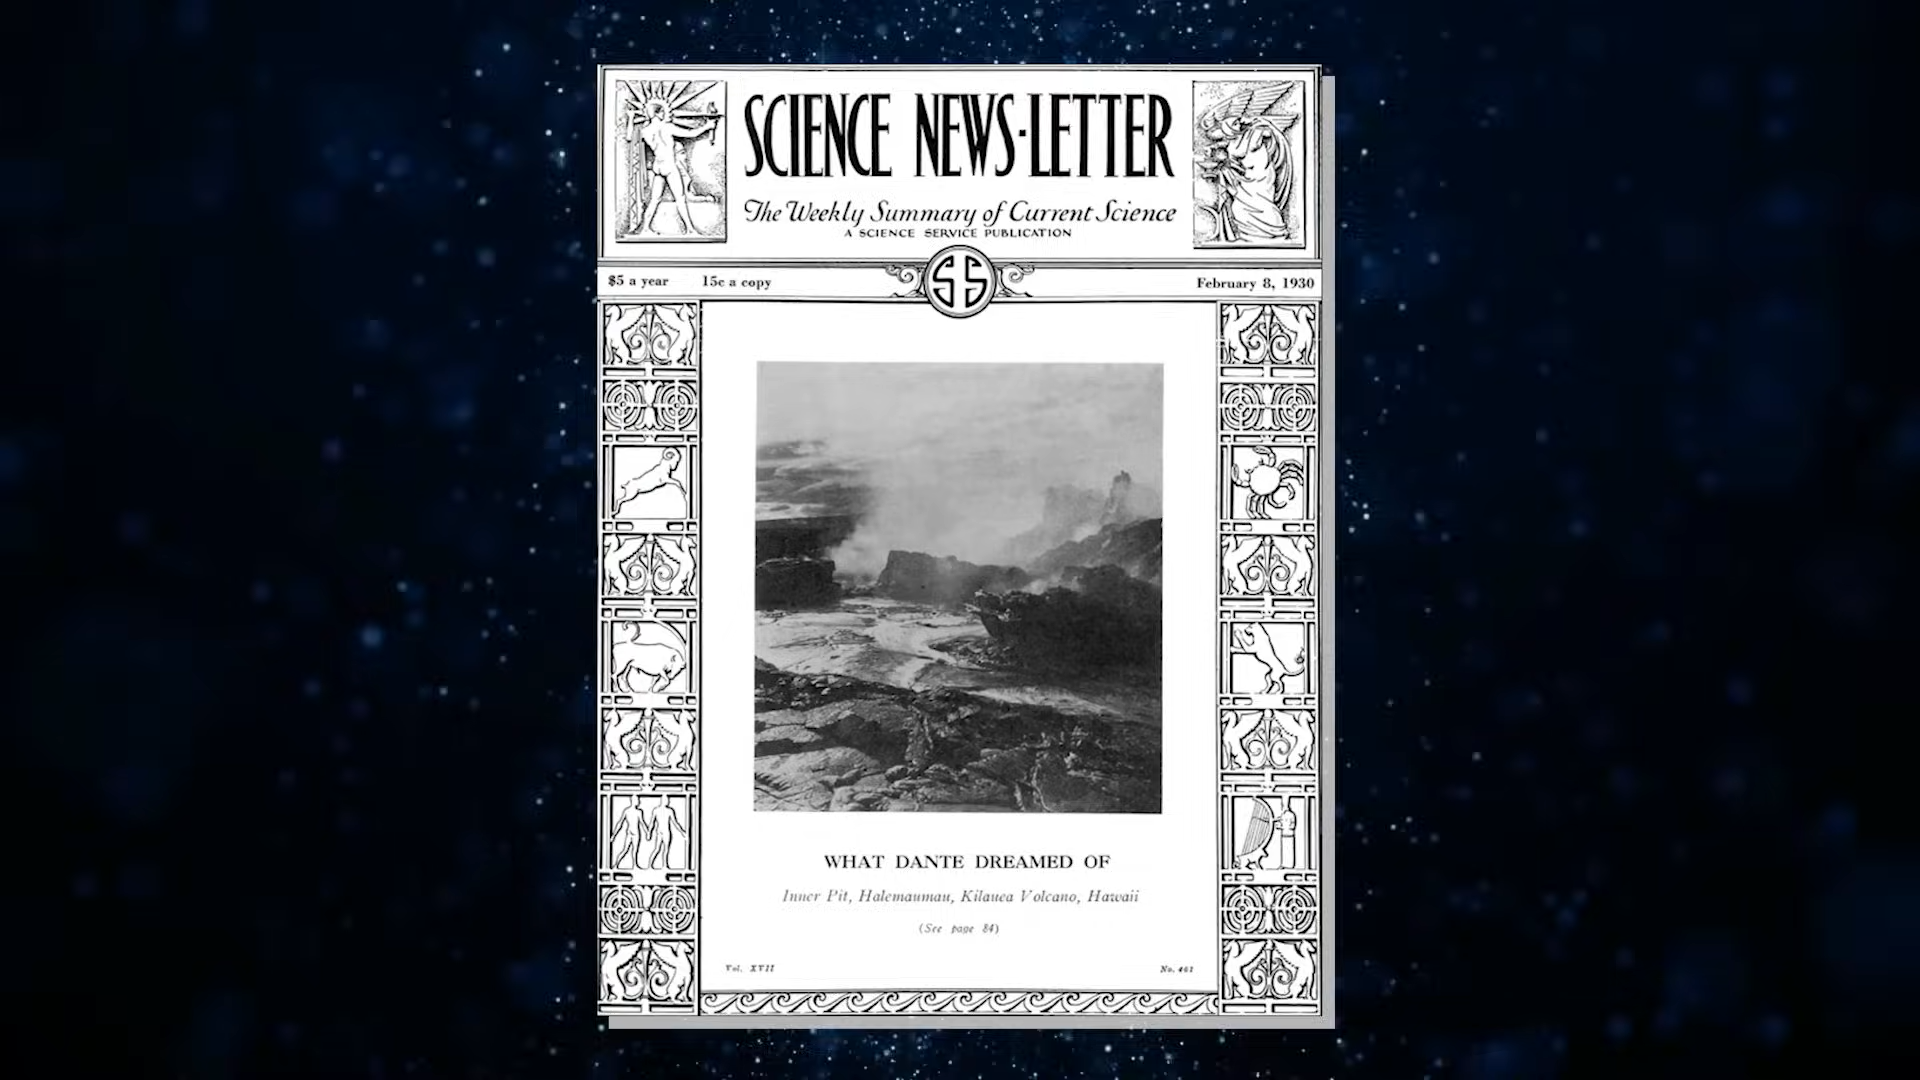 SCIENCE NEWS-LETTER
The Weekly Summary of Current Science
A SCIENCE SERVICE PUBLICATION
$5 a year 15c a copy SS February 8, 1930
WHAT DANTE DREAMED OF
Inner Pit, Halemaumau, Kilauea Volcano, Hawaii
(See page 84)
Vol. XVII No. 461